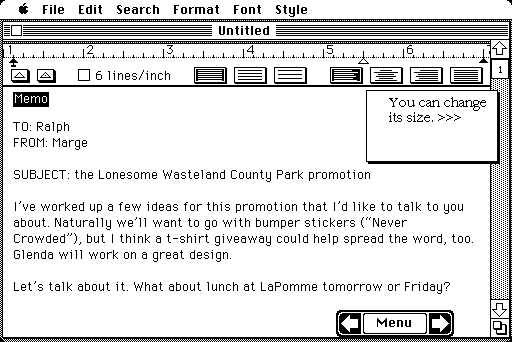 File Edit Search Format Font Style
Untitled
1 2 3 4 5 6 7
6 lines/inch
1
Memo
You can change
its size. >>>
TO: Ralph
FROM: Marge
SUBJECT: the Lonesome Wasteland County Park promotion
I've worked up a few ideas for this promotion that I'd like to talk to you
about. Naturally we'll want to go with bumper stickers (“Never
Crowded”), but I think a t-shirt giveaway could help spread the word, too.
Glenda will work on a great design.
Let's talk about it. What about lunch at LaPomme tomorrow or Friday?
Menu